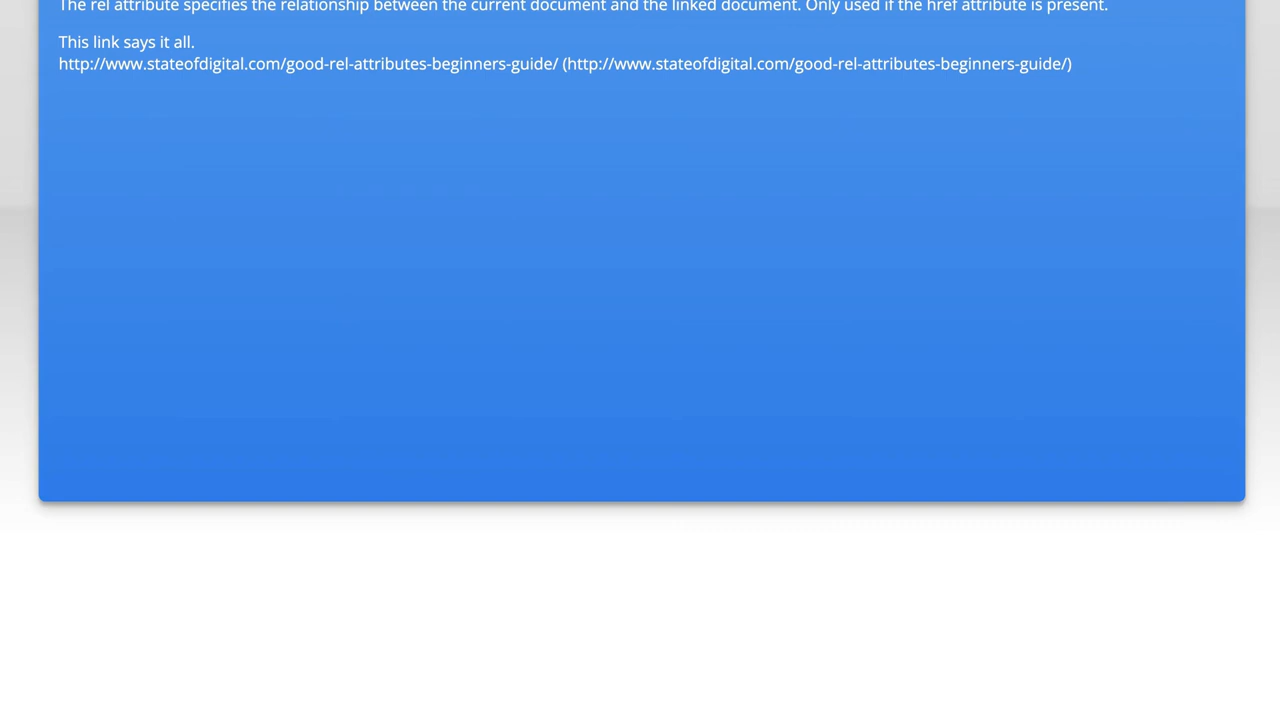 The rel attribute specifies the relationship between the current document and the linked document. Only used if the href attribute is present.
This link says it all.
http://www.stateofdigital.com/good-rel-attributes-beginners-guide/ (http://www.stateofdigital.com/good-rel-attributes-beginners-guide/)